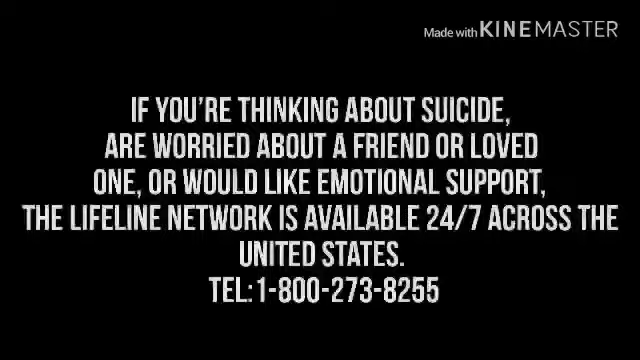 Made with KINEMASTER
IF YOU'RE THINKING ABOUT SUICIDE,
ARE WORRIED ABOUT A FRIEND OR LOVED
ONE, OR WOULD LIKE EMOTIONAL SUPPORT,
THE LIFELINE NETWORK IS AVAILABLE 24/7 ACROSS THE
UNITED STATES.
TEL:1-800-273-8255